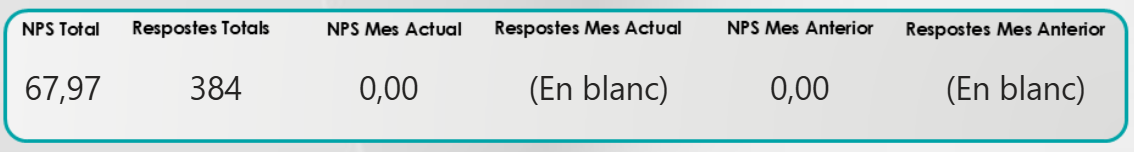 NPS Total Respostes Totals NPS Mes Actual Respostes Mes Actual NPS Mes Anterior Respostes Mes Anterior
67,97 384 0,00 (En blanc) 0,00 (En blanc)